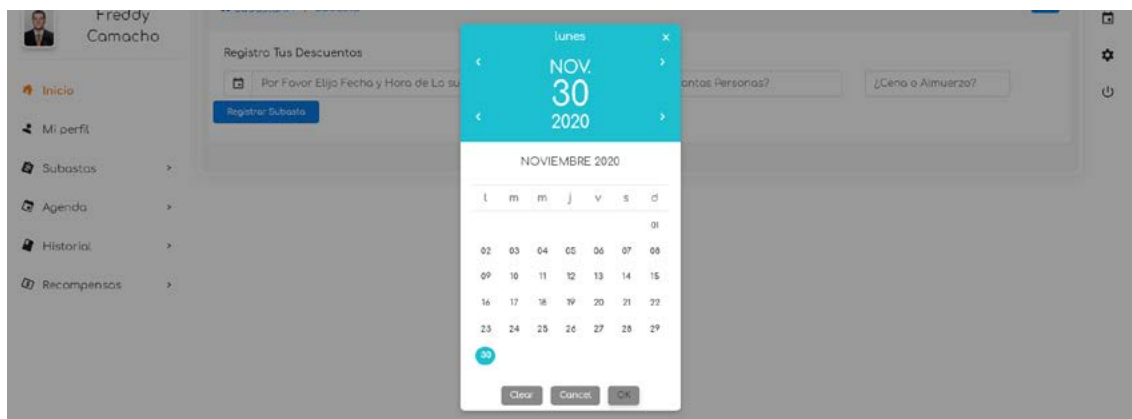 Freddy
Camacho
Inicio
Mi perfil
Subastas
Agenda
Historial
Recompensas
Registra Tus Descuentos
Por Favor Elija Fecha y Hora de La su
antas Personas?
¿Cena o Almuerzo?
Registrar Subasta
lunes
x
NOV.
30
2020
NOVIEMBRE 2020
l m m j v s d
01
02 03 04 05 06 07 08
09 10 11 12 13 14 15
16 17 18 19 20 21 22
23 24 25 26 27 28 29
30
Clear Cancel OK